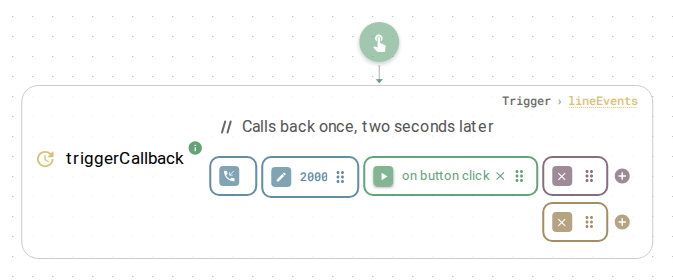 Trigger › lineEvents
// Calls back once, two seconds later
triggerCallback
2000 on button click